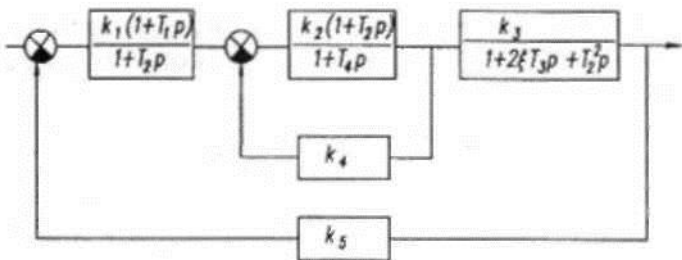 k₁(1+T₁p)
1+T₂p
k₂(1+T₂p)
1+T₄p
k₃
1+2ξT₃p+T₂²p
k₄
k₅